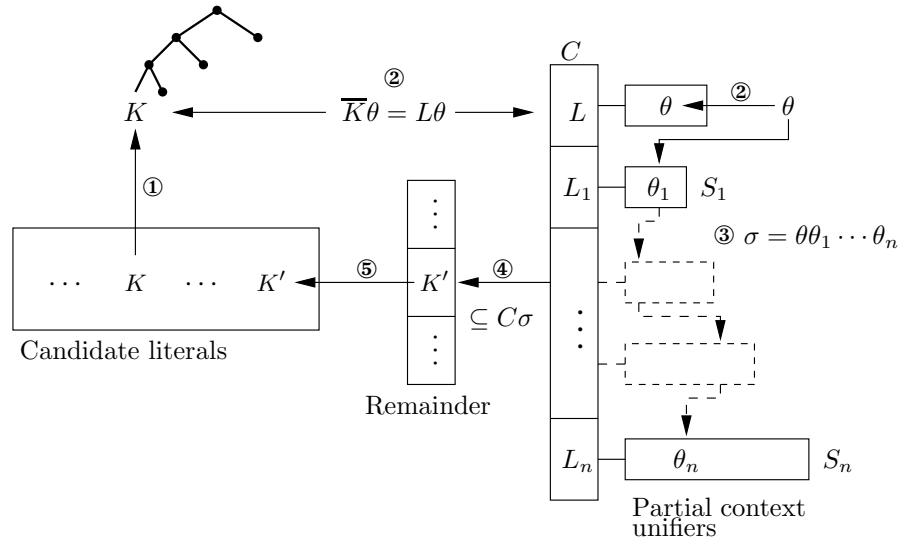 C
②
②
K
K̅θ = Lθ
L
θ
θ
①
L₁
θ₁
S₁
⋮
③ σ = θθ₁ ⋯ θₙ
⋯ K ⋯ K′
⑤
K′
④
⊆ Cσ
⋮
⋮
Candidate literals
Remainder
Lₙ
θₙ
Sₙ
Partial context
unifiers